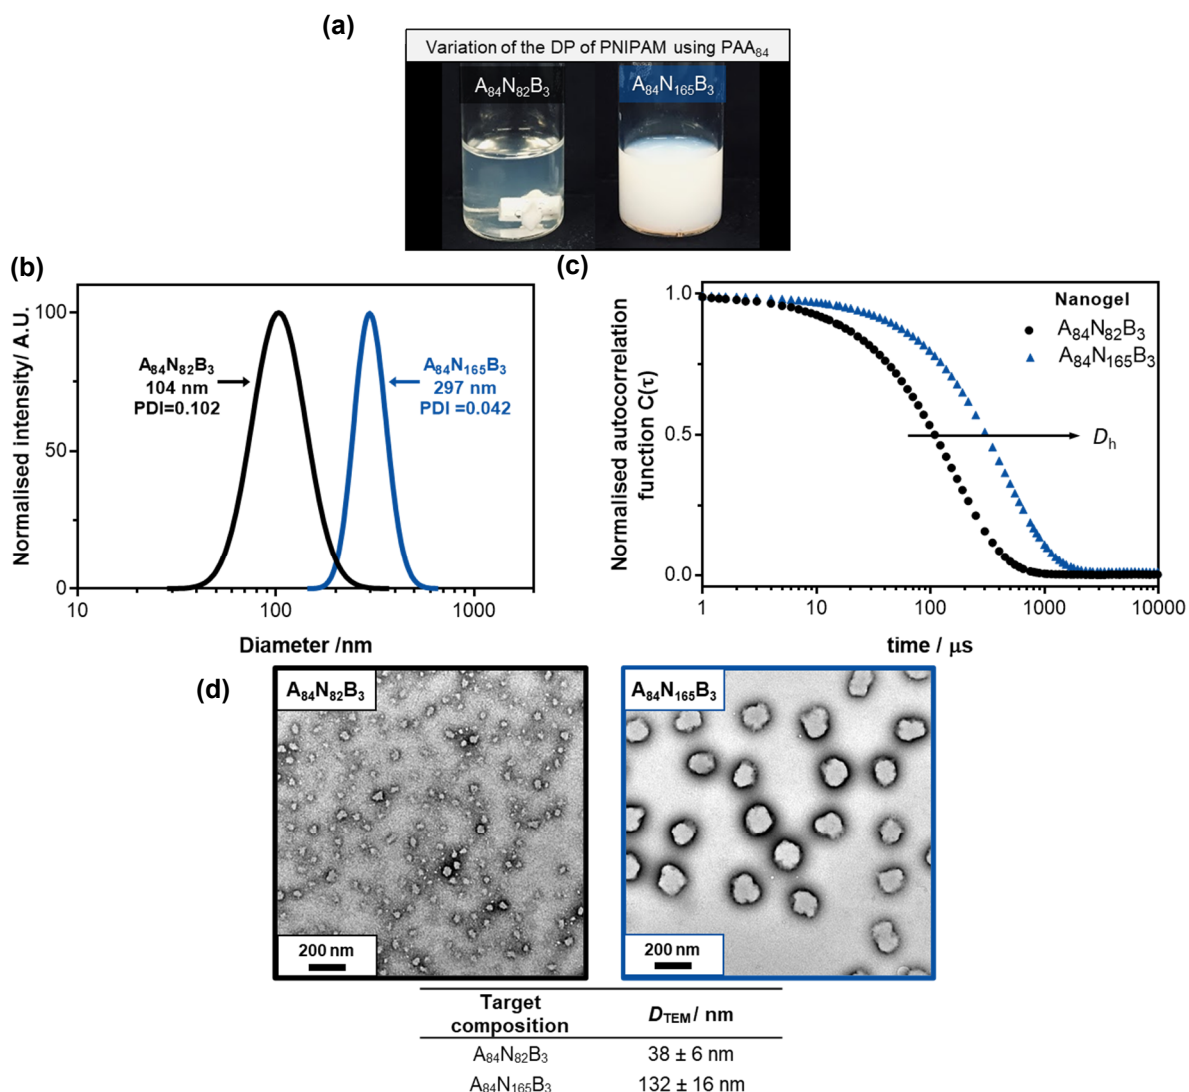 (a)
Variation of the DP of PNIPAM using PAA₈₄
A₈₄N₈₂B₃
A₈₄N₁₆₅B₃
(b)
Normalised intensity/ A.U.
100
50
0
A₈₄N₈₂B₃
104 nm
PDI=0.102
A₈₄N₁₆₅B₃
297 nm
PDI =0.042
10
100
1000
Diameter /nm
(c)
Normalised autocorrelation
function C(τ)
1.0
0.5
0.0
Nanogel
A₈₄N₈₂B₃
A₈₄N₁₆₅B₃
Dₕ
1
10
100
1000
10000
time / μs
(d)
A₈₄N₈₂B₃
200 nm
A₈₄N₁₆₅B₃
200 nm
Target
composition
D_TEM / nm
A₈₄N₈₂B₃
38 ± 6 nm
A₈₄N₁₆₅B₃
132 ± 16 nm